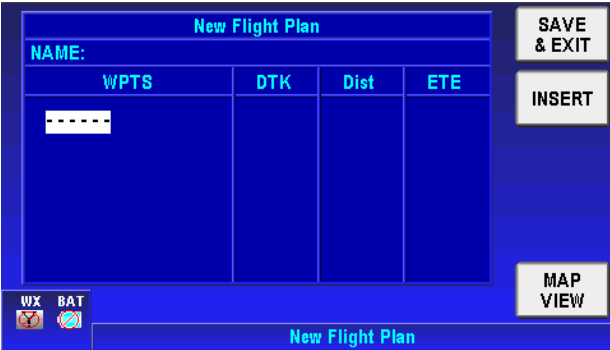 New Flight Plan
NAME:
WPTS DTK Dist ETE
------
SAVE
& EXIT
INSERT
MAP
VIEW
WX BAT
New Flight Plan